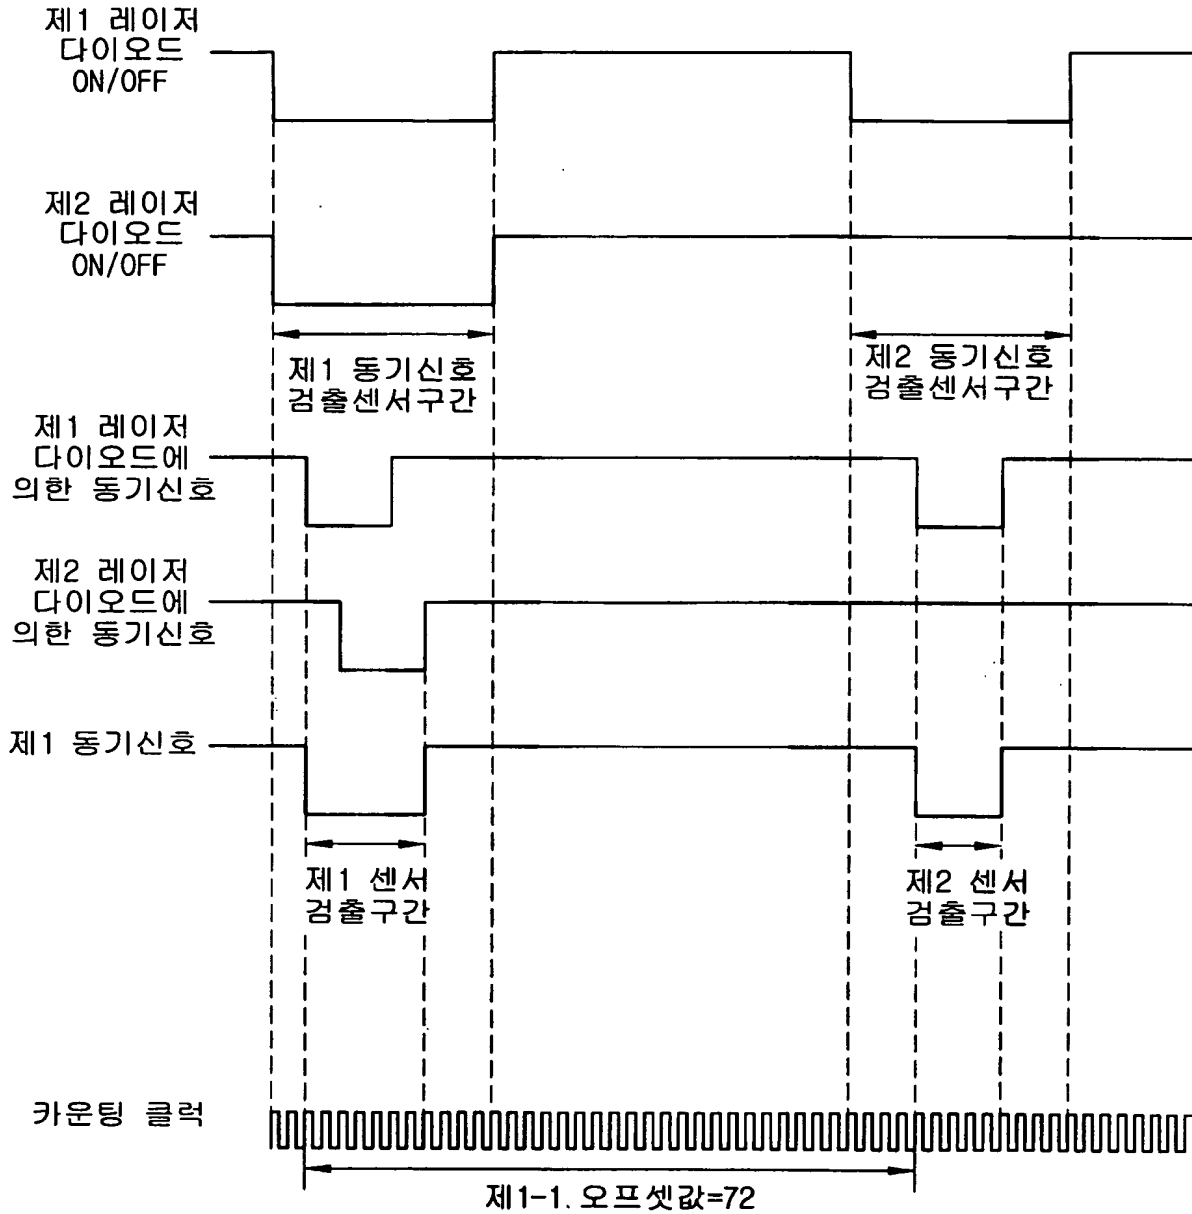 제1 레이저
다이오드
ON/OFF
제2 레이저
다이오드
ON/OFF
제1 동기신호
검출센서구간
제2 동기신호
검출센서구간
제1 레이저
다이오드에
의한 동기신호
제2 레이저
다이오드에
의한 동기신호
제1 동기신호
제1 센서
검출구간
제2 센서
검출구간
카운팅 클럭
제1-1. 오프셋값=72